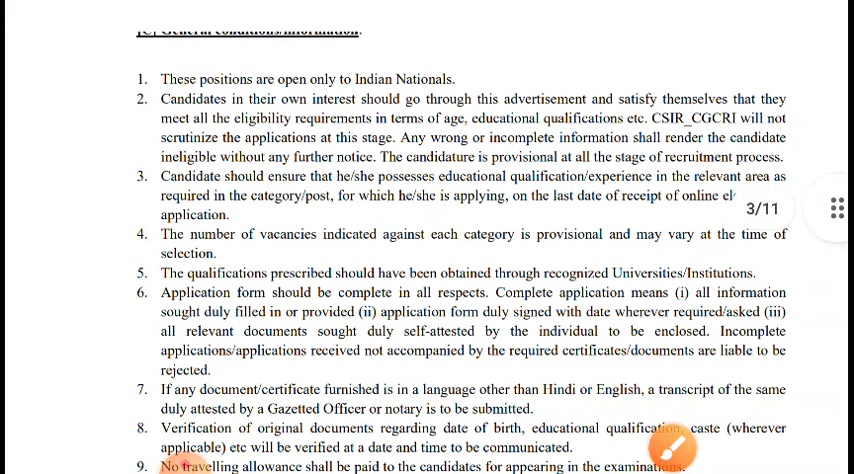 1. These positions are open only to Indian Nationals.
2. Candidates in their own interest should go through this advertisement and satisfy themselves that they
meet all the eligibility requirements in terms of age, educational qualifications etc. CSIR_CGCRI will not
scrutinize the applications at this stage. Any wrong or incomplete information shall render the candidate
ineligible without any further notice. The candidature is provisional at all the stage of recruitment process.
3. Candidate should ensure that he/she possesses educational qualification/experience in the relevant area as
required in the category/post, for which he/she is applying, on the last date of receipt of online
3/11
application.
4. The number of vacancies indicated against each category is provisional and may vary at the time of
selection.
5. The qualifications prescribed should have been obtained through recognized Universities/Institutions.
6. Application form should be complete in all respects. Complete application means (i) all information
sought duly filled in or provided (ii) application form duly signed with date wherever required/asked (iii)
all relevant documents sought duly self-attested by the individual to be enclosed. Incomplete
applications/applications received not accompanied by the required certificates/documents are liable to be
rejected.
7. If any document/certificate furnished is in a language other than Hindi or English, a transcript of the same
duly attested by a Gazetted Officer or notary is to be submitted.
8. Verification of original documents regarding date of birth, educational qualification, caste (wherever
applicable) etc will be verified at a date and time to be communicated.
9. No travelling allowance shall be paid to the candidates for appearing in the examinations.